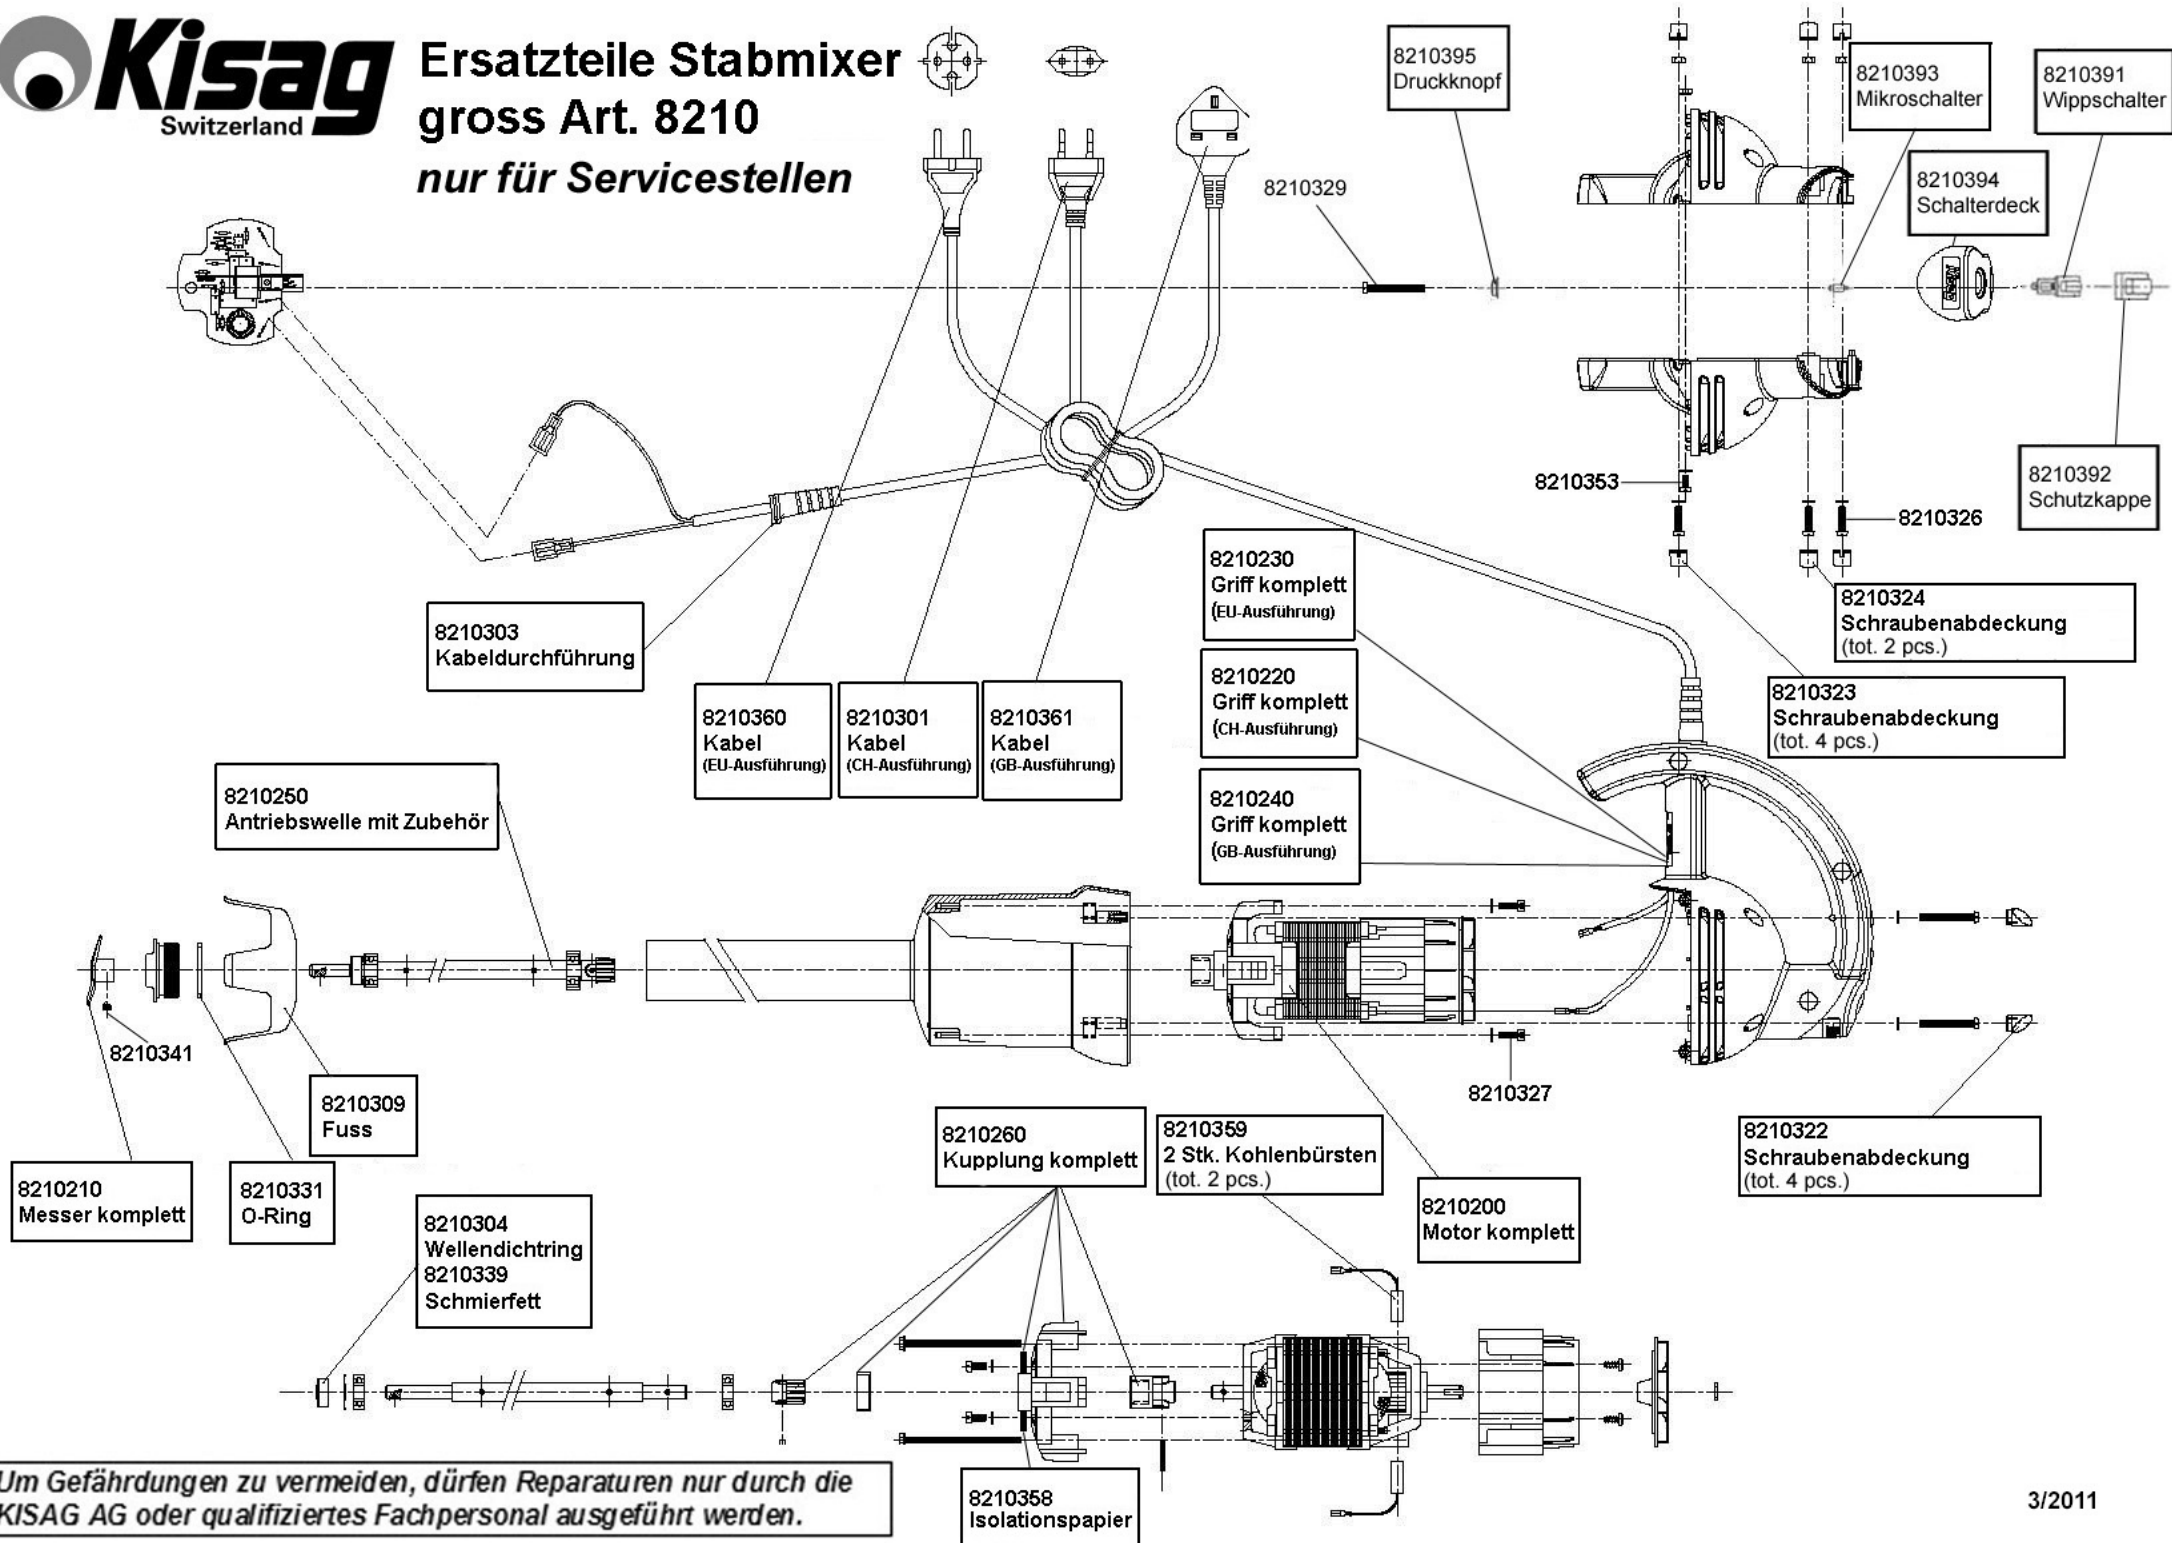 Kisag
Switzerland
Ersatzteile Stabmixer
gross Art. 8210
nur für Servicestellen
8210395
Druckknopf
8210393
Mikroschalter
8210391
Wippschalter
8210394
Schalterdeck
8210329
8210392
Schutzkappe
8210353
8210326
8210324
Schraubenabdeckung
(tot. 2 pcs.)
8210323
Schraubenabdeckung
(tot. 4 pcs.)
8210230
Griff komplett
(EU-Ausführung)
8210220
Griff komplett
(CH-Ausführung)
8210240
Griff komplett
(GB-Ausführung)
8210303
Kabeldurchführung
8210360
Kabel
(EU-Ausführung)
8210301
Kabel
(CH-Ausführung)
8210361
Kabel
(GB-Ausführung)
8210250
Antriebswelle mit Zubehör
8210341
8210309
Fuss
8210210
Messer komplett
8210331
O-Ring
8210327
8210322
Schraubenabdeckung
(tot. 4 pcs.)
8210260
Kupplung komplett
8210359
2 Stk. Kohlenbürsten
(tot. 2 pcs.)
8210200
Motor komplett
8210304
Wellendichtring
8210339
Schmierfett
8210358
Isolationspapier
Um Gefährdungen zu vermeiden, dürfen Reparaturen nur durch die
KISAG AG oder qualifiziertes Fachpersonal ausgeführt werden.
3/2011